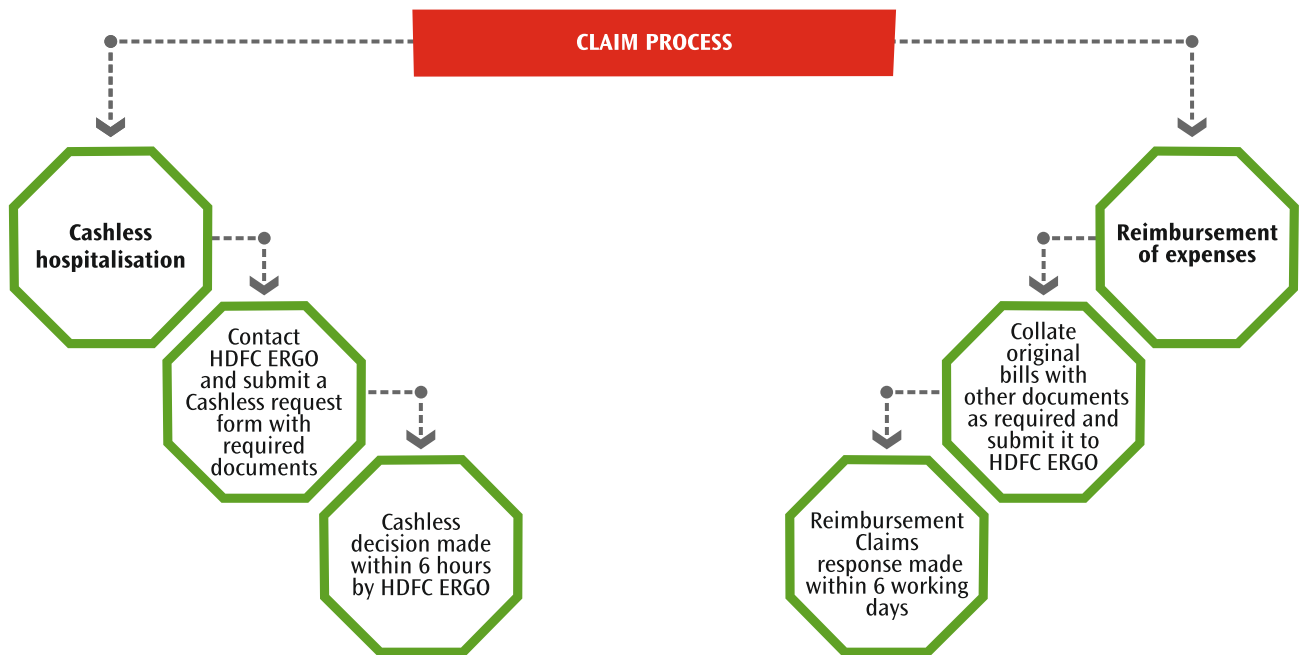 CLAIM PROCESS
Cashless
hospitalisation
Contact
HDFC ERGO
and submit a
Cashless request
form with
required
documents
Cashless
decision made
within 6 hours
by HDFC ERGO
Reimbursement
of expenses
Collate
original
bills with
other documents
as required and
submit it to
HDFC ERGO
Reimbursement
Claims
response made
within 6 working
days